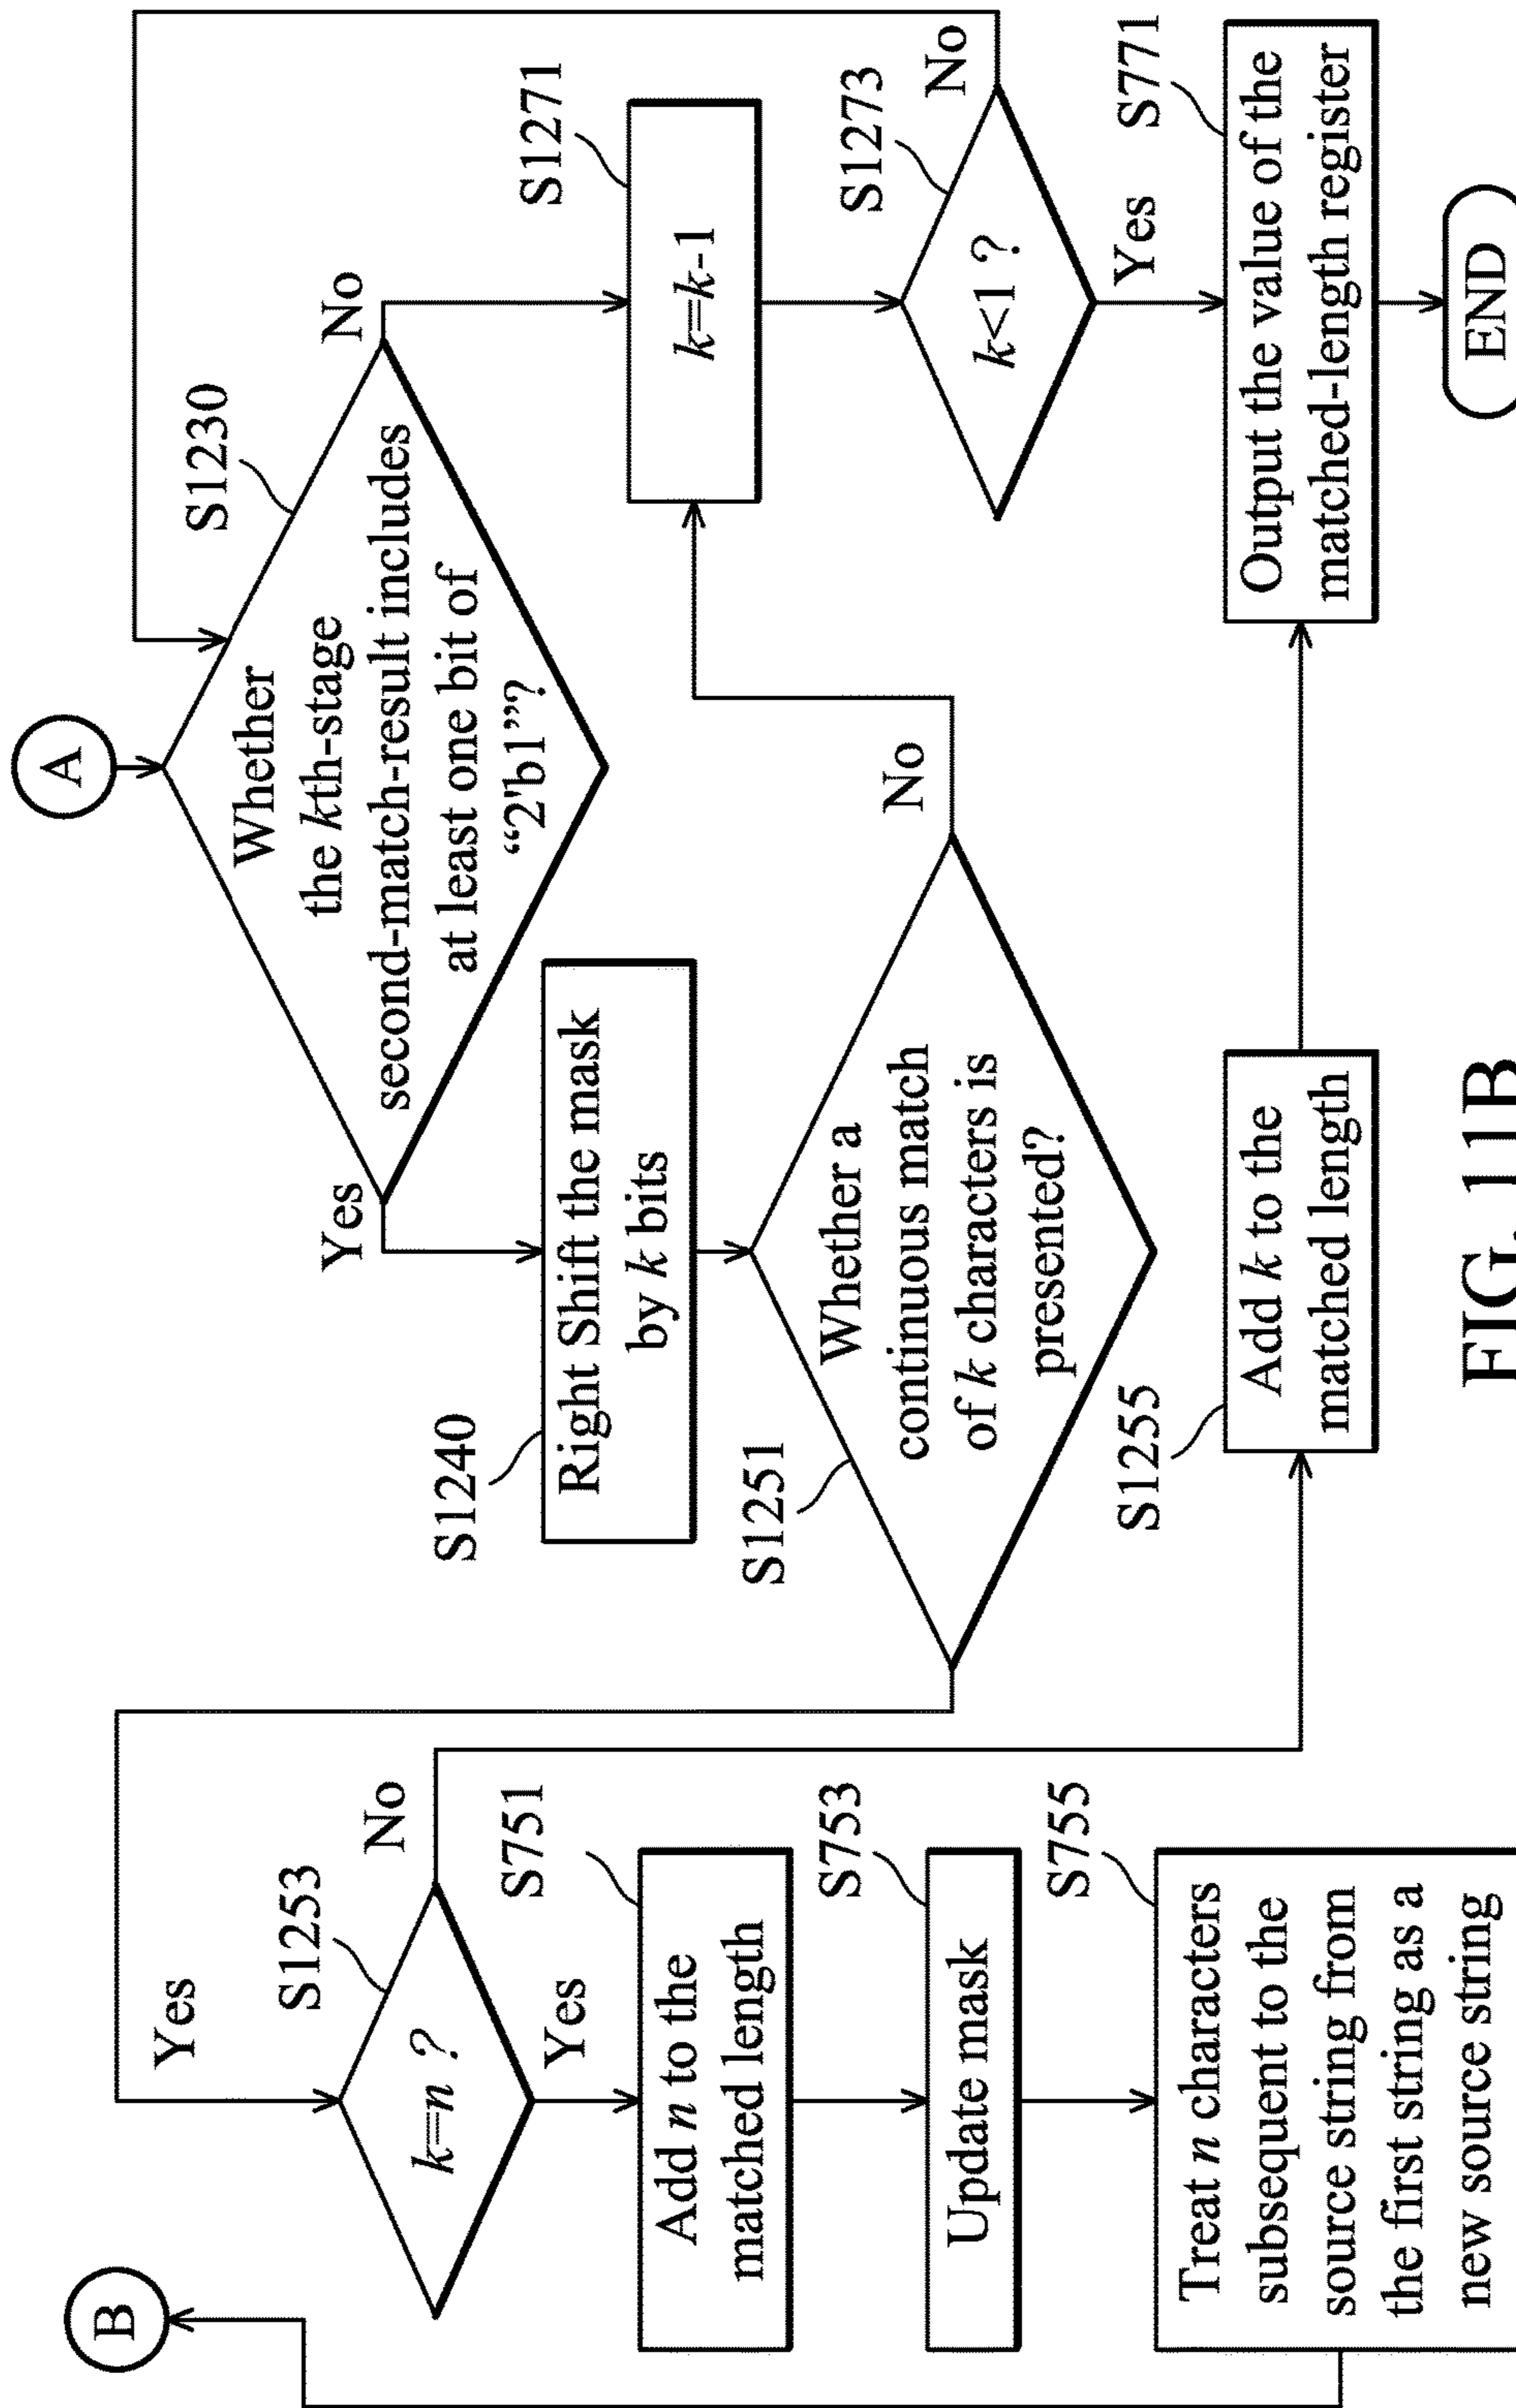 A
S1230
Whether
the kth-stage
second-match-result includes
at least one bit of
“2'b1”?
Yes
No
S1240
Right Shift the mask
by k bits
S1271
k=k-1
S1251
Whether a
continuous match
of k characters is
presented?
Yes
No
S1273
k<1 ?
No
Yes
B
S1253
k=n ?
No
Yes
S751
Add n to the
matched length
S753
Update mask
S755
Treat n characters
subsequent to the
source string from
the first string as a
new source string
S1255
Add k to the
matched length
S771
Output the value of the
matched-length register
END
FIG. 11B